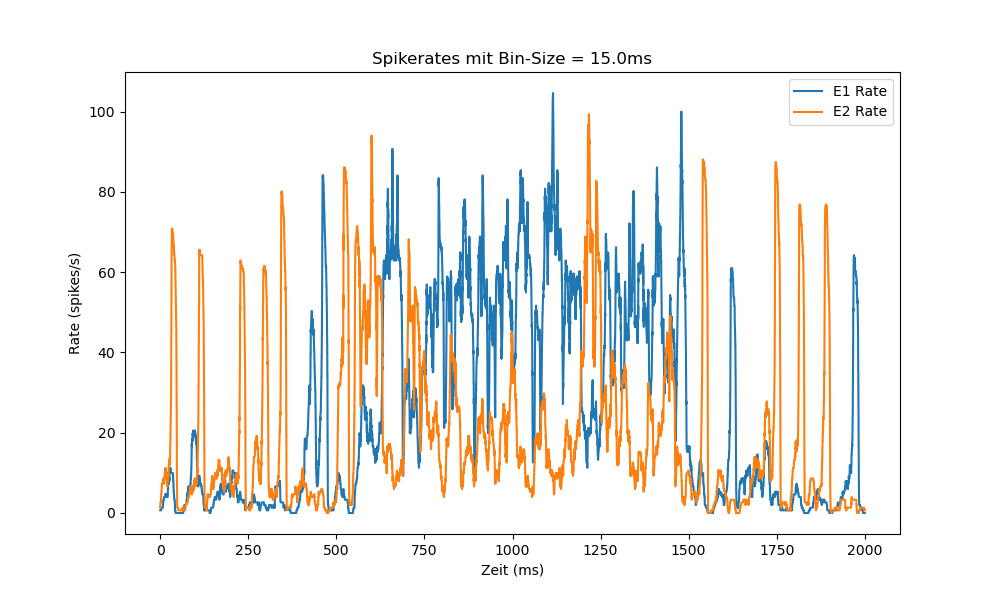 Spikerates mit Bin-Size = 15.0ms
E1 Rate
E2 Rate
Rate (spikes/s)
100
80
60
40
20
0
0 250 500 750 1000 1250 1500 1750 2000
Zeit (ms)